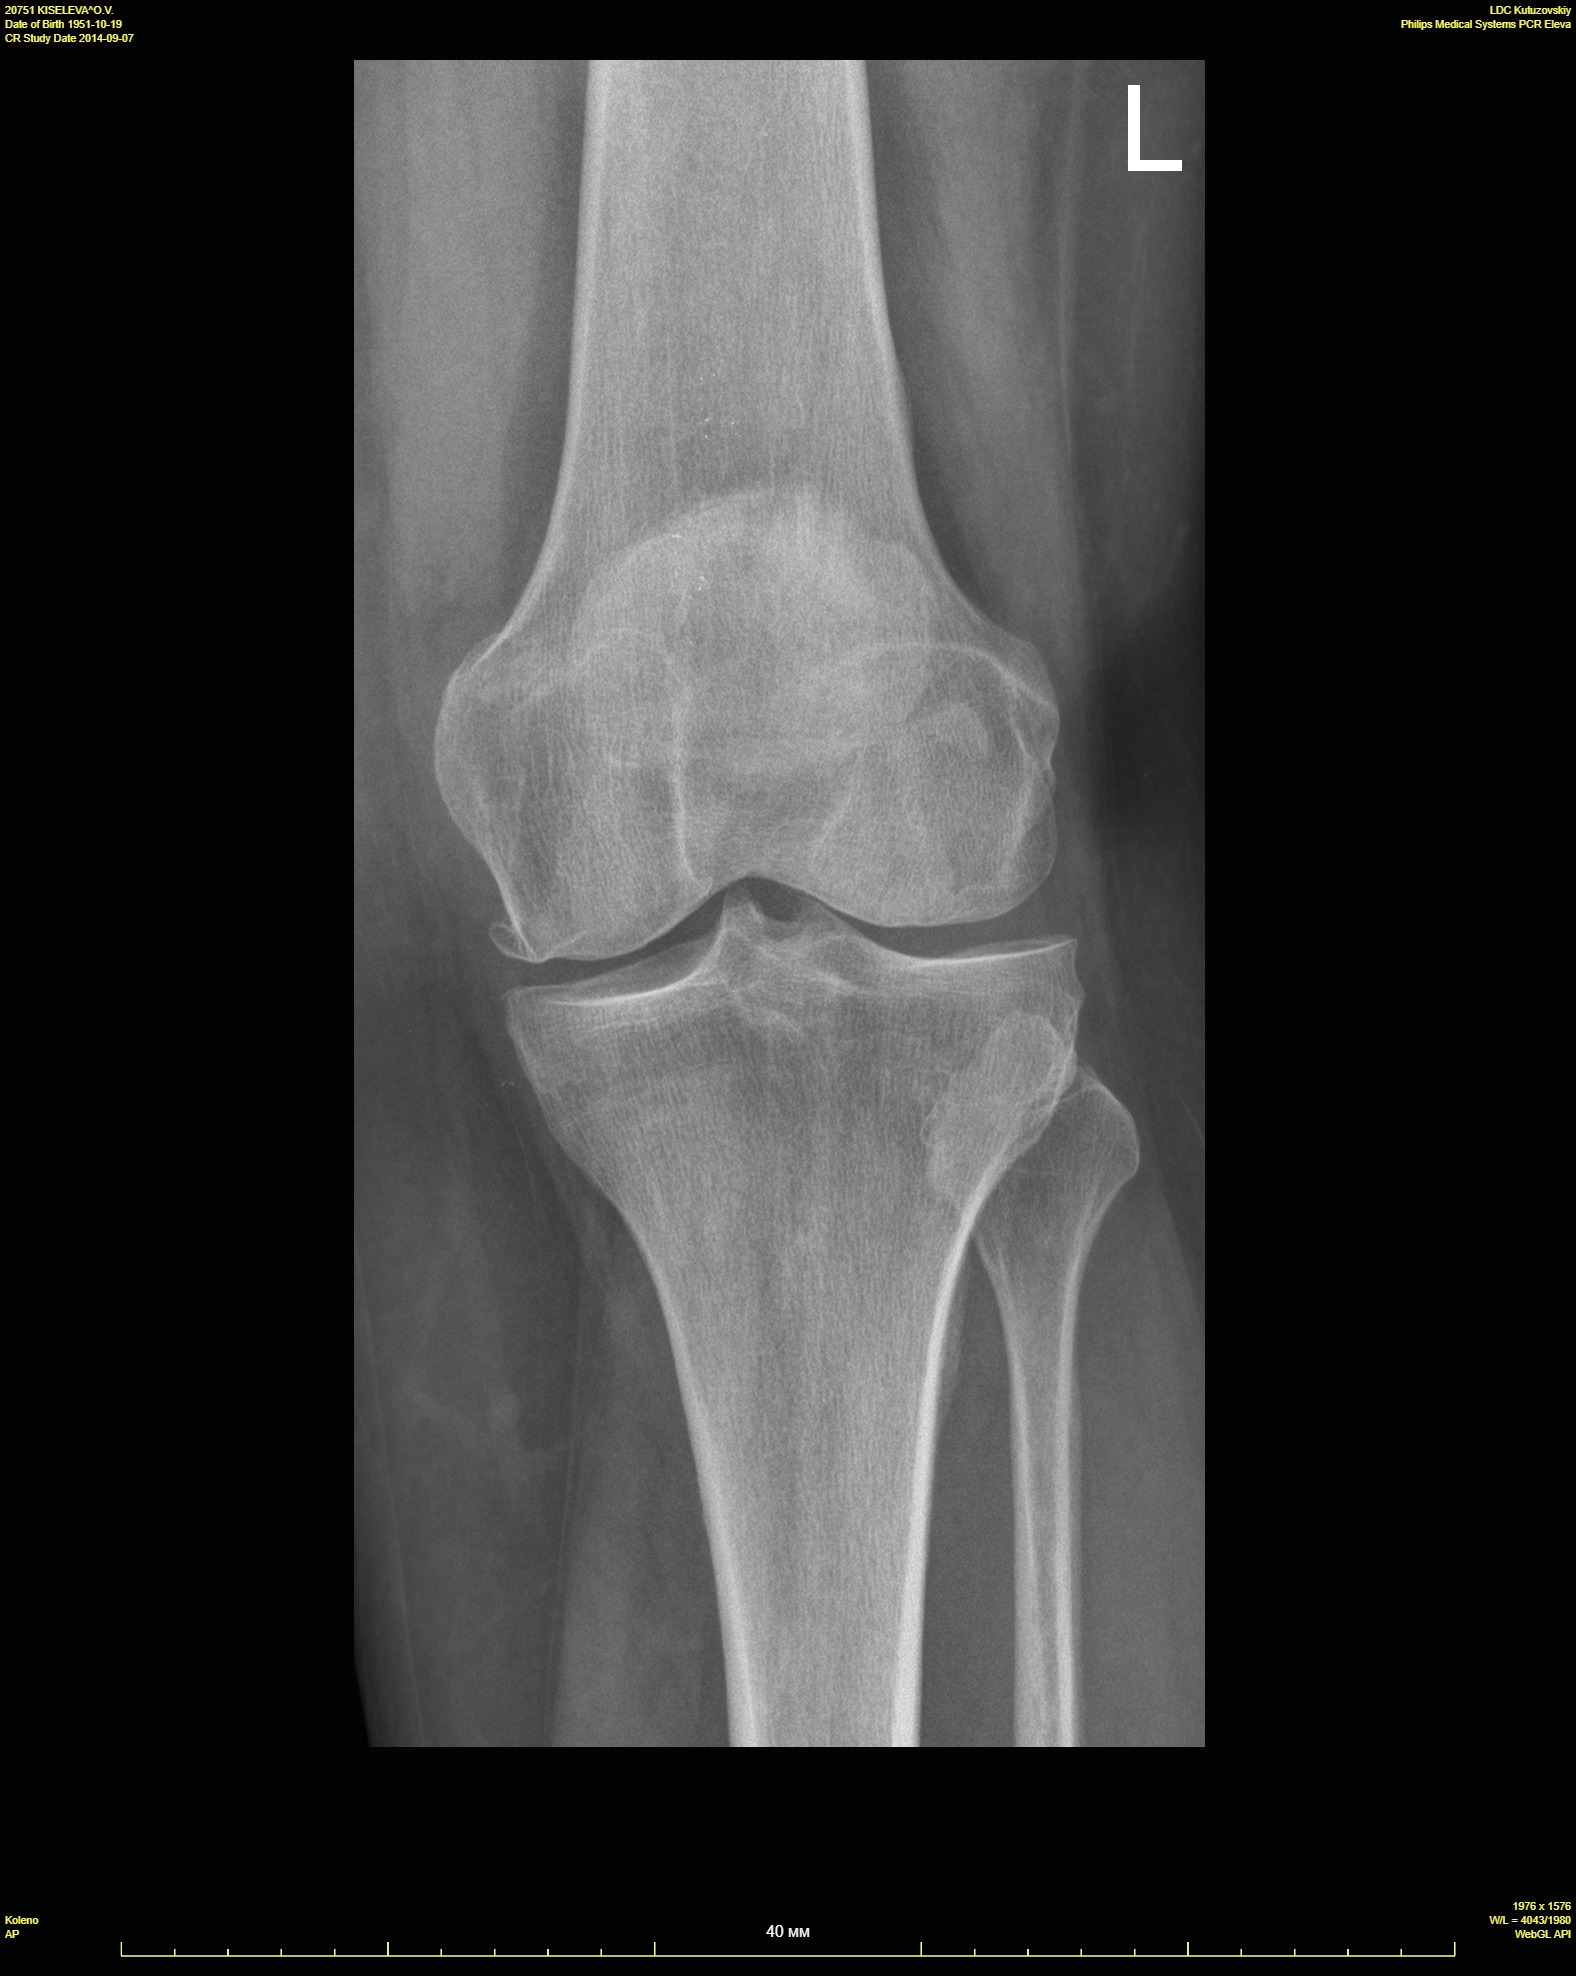 20751 KISELEVA^O.V.
Date of Birth 1951-10-19
CR Study Date 2014-09-07
LDC Kutuzovskiy
Philips Medical Systems PCR Eleva
L
Koleno
AP
40 мм
1976 x 1576
W/L = 4043/1980
WebGL API